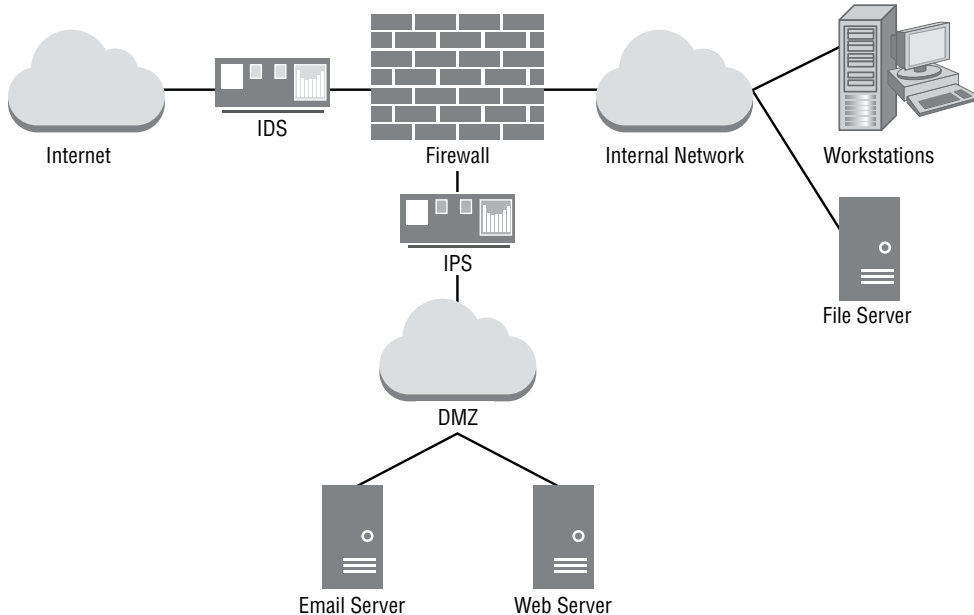 Internet
IDS
Firewall
Internal Network
Workstations
IPS
File Server
DMZ
Email Server
Web Server